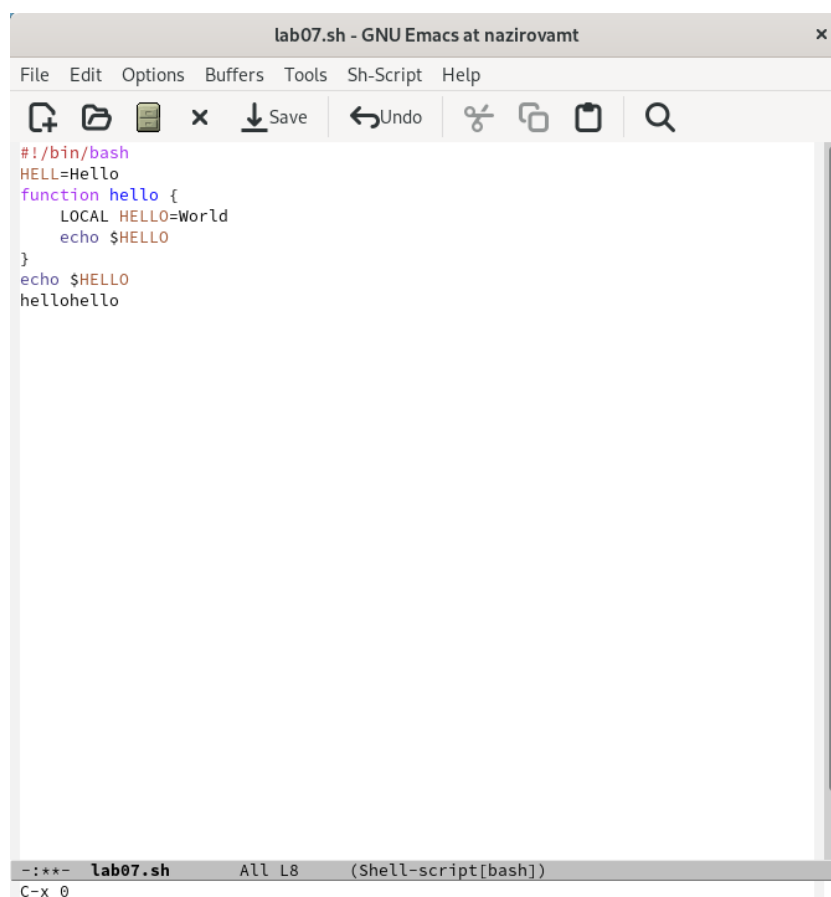 lab07.sh - GNU Emacs at nazirovamt
File Edit Options Buffers Tools Sh-Script Help
Save Undo
#!/bin/bash
HELL=Hello
function hello {
    LOCAL HELLO=World
    echo $HELLO
}
echo $HELLO
hellohello
-:**- lab07.sh All L8 (Shell-script[bash])
C-x 0